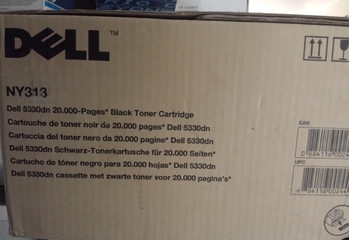 DELL™
NY313
Dell 5330dn 20.000-Pages* Black Toner Cartridge
Cartouche de toner noir de 20.000 pages* Dell 5330dn
Cartuccia del toner nero da 20.000 pagine* Dell 5330dn
Dell 5330dn Schwarz-Tonerkartusche für 20.000 Seiten*
Cartucho de tóner negro para 20.000 hojas* Dell 5330dn
Dell 5330dn cassette met zwarte toner voor 20.000 pagina's*
EAN
UPC